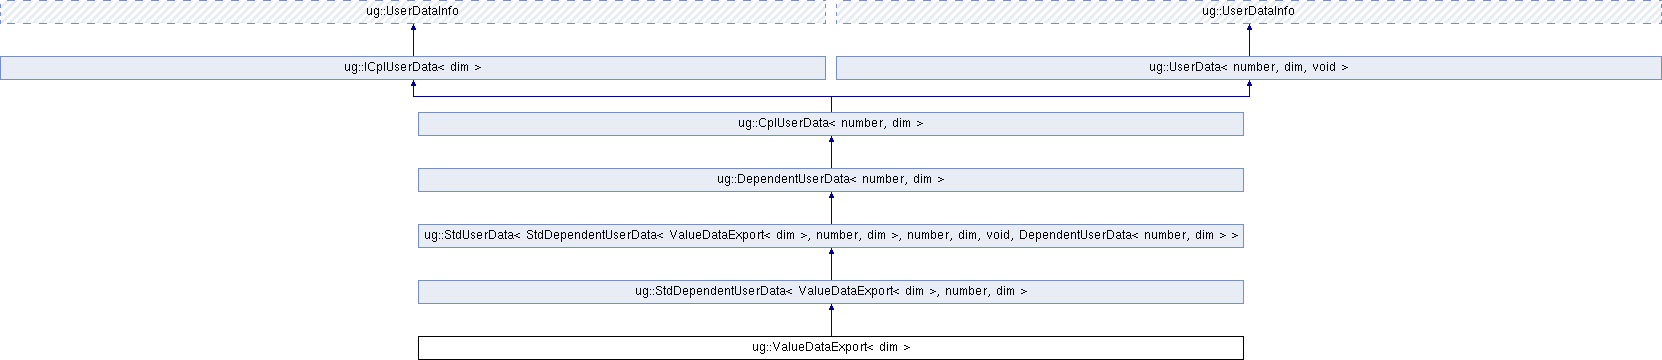 ug::UserDataInfo
ug::UserDataInfo
ug::ICplUserData< dim >
ug::UserData< number, dim, void >
ug::CplUserData< number, dim >
ug::DependentUserData< number, dim >
ug::StdUserData< StdDependentUserData< ValueDataExport< dim >, number, dim >, number, dim, void, DependentUserData< number, dim > >
ug::StdDependentUserData< ValueDataExport< dim >, number, dim >
ug::ValueDataExport< dim >